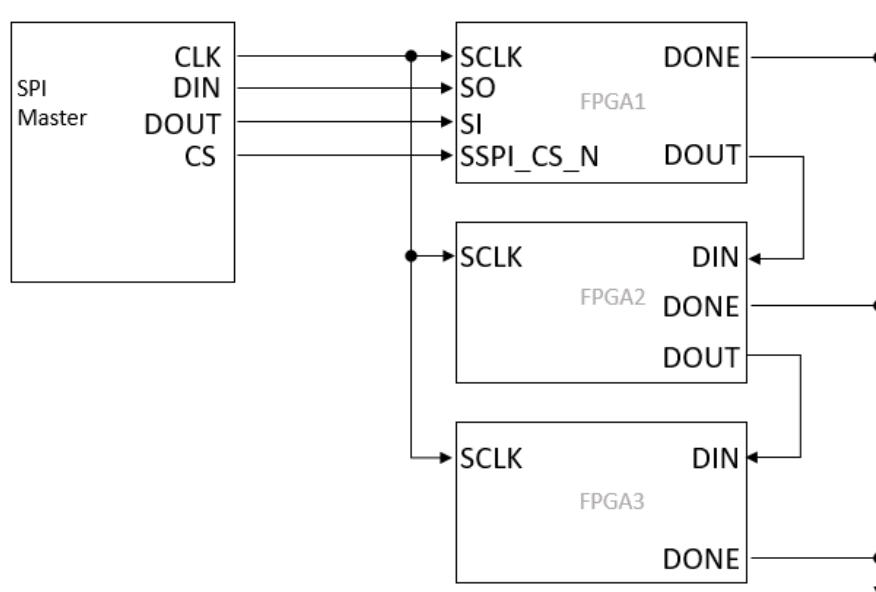 SPI
Master
CLK
DIN
DOUT
CS
SCLK
SO
SI
SSPI_CS_N
FPGA1
DONE
DOUT
SCLK
FPGA2
DIN
DONE
DOUT
SCLK
FPGA3
DIN
DONE